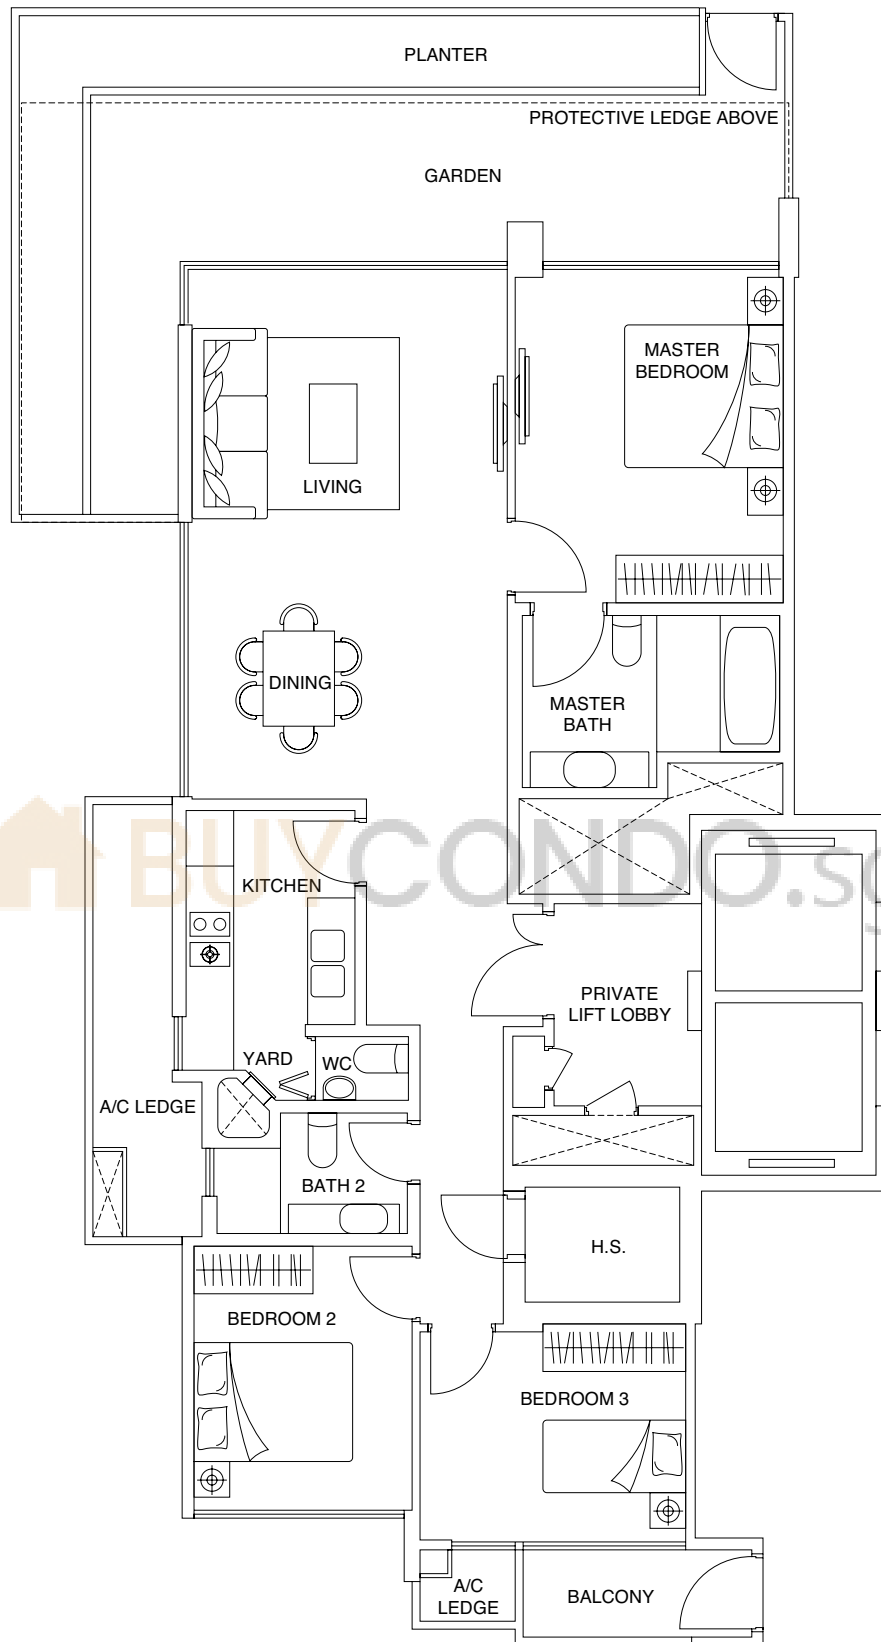 PLANTER
PROTECTIVE LEDGE ABOVE
GARDEN
MASTER
BEDROOM
LIVING
DINING
MASTER
BATH
BUYCONDO.sg
KITCHEN
PRIVATE
LIFT LOBBY
YARD
WC
A/C LEDGE
BATH 2
H.S.
BEDROOM 2
BEDROOM 3
A/C
LEDGE
BALCONY